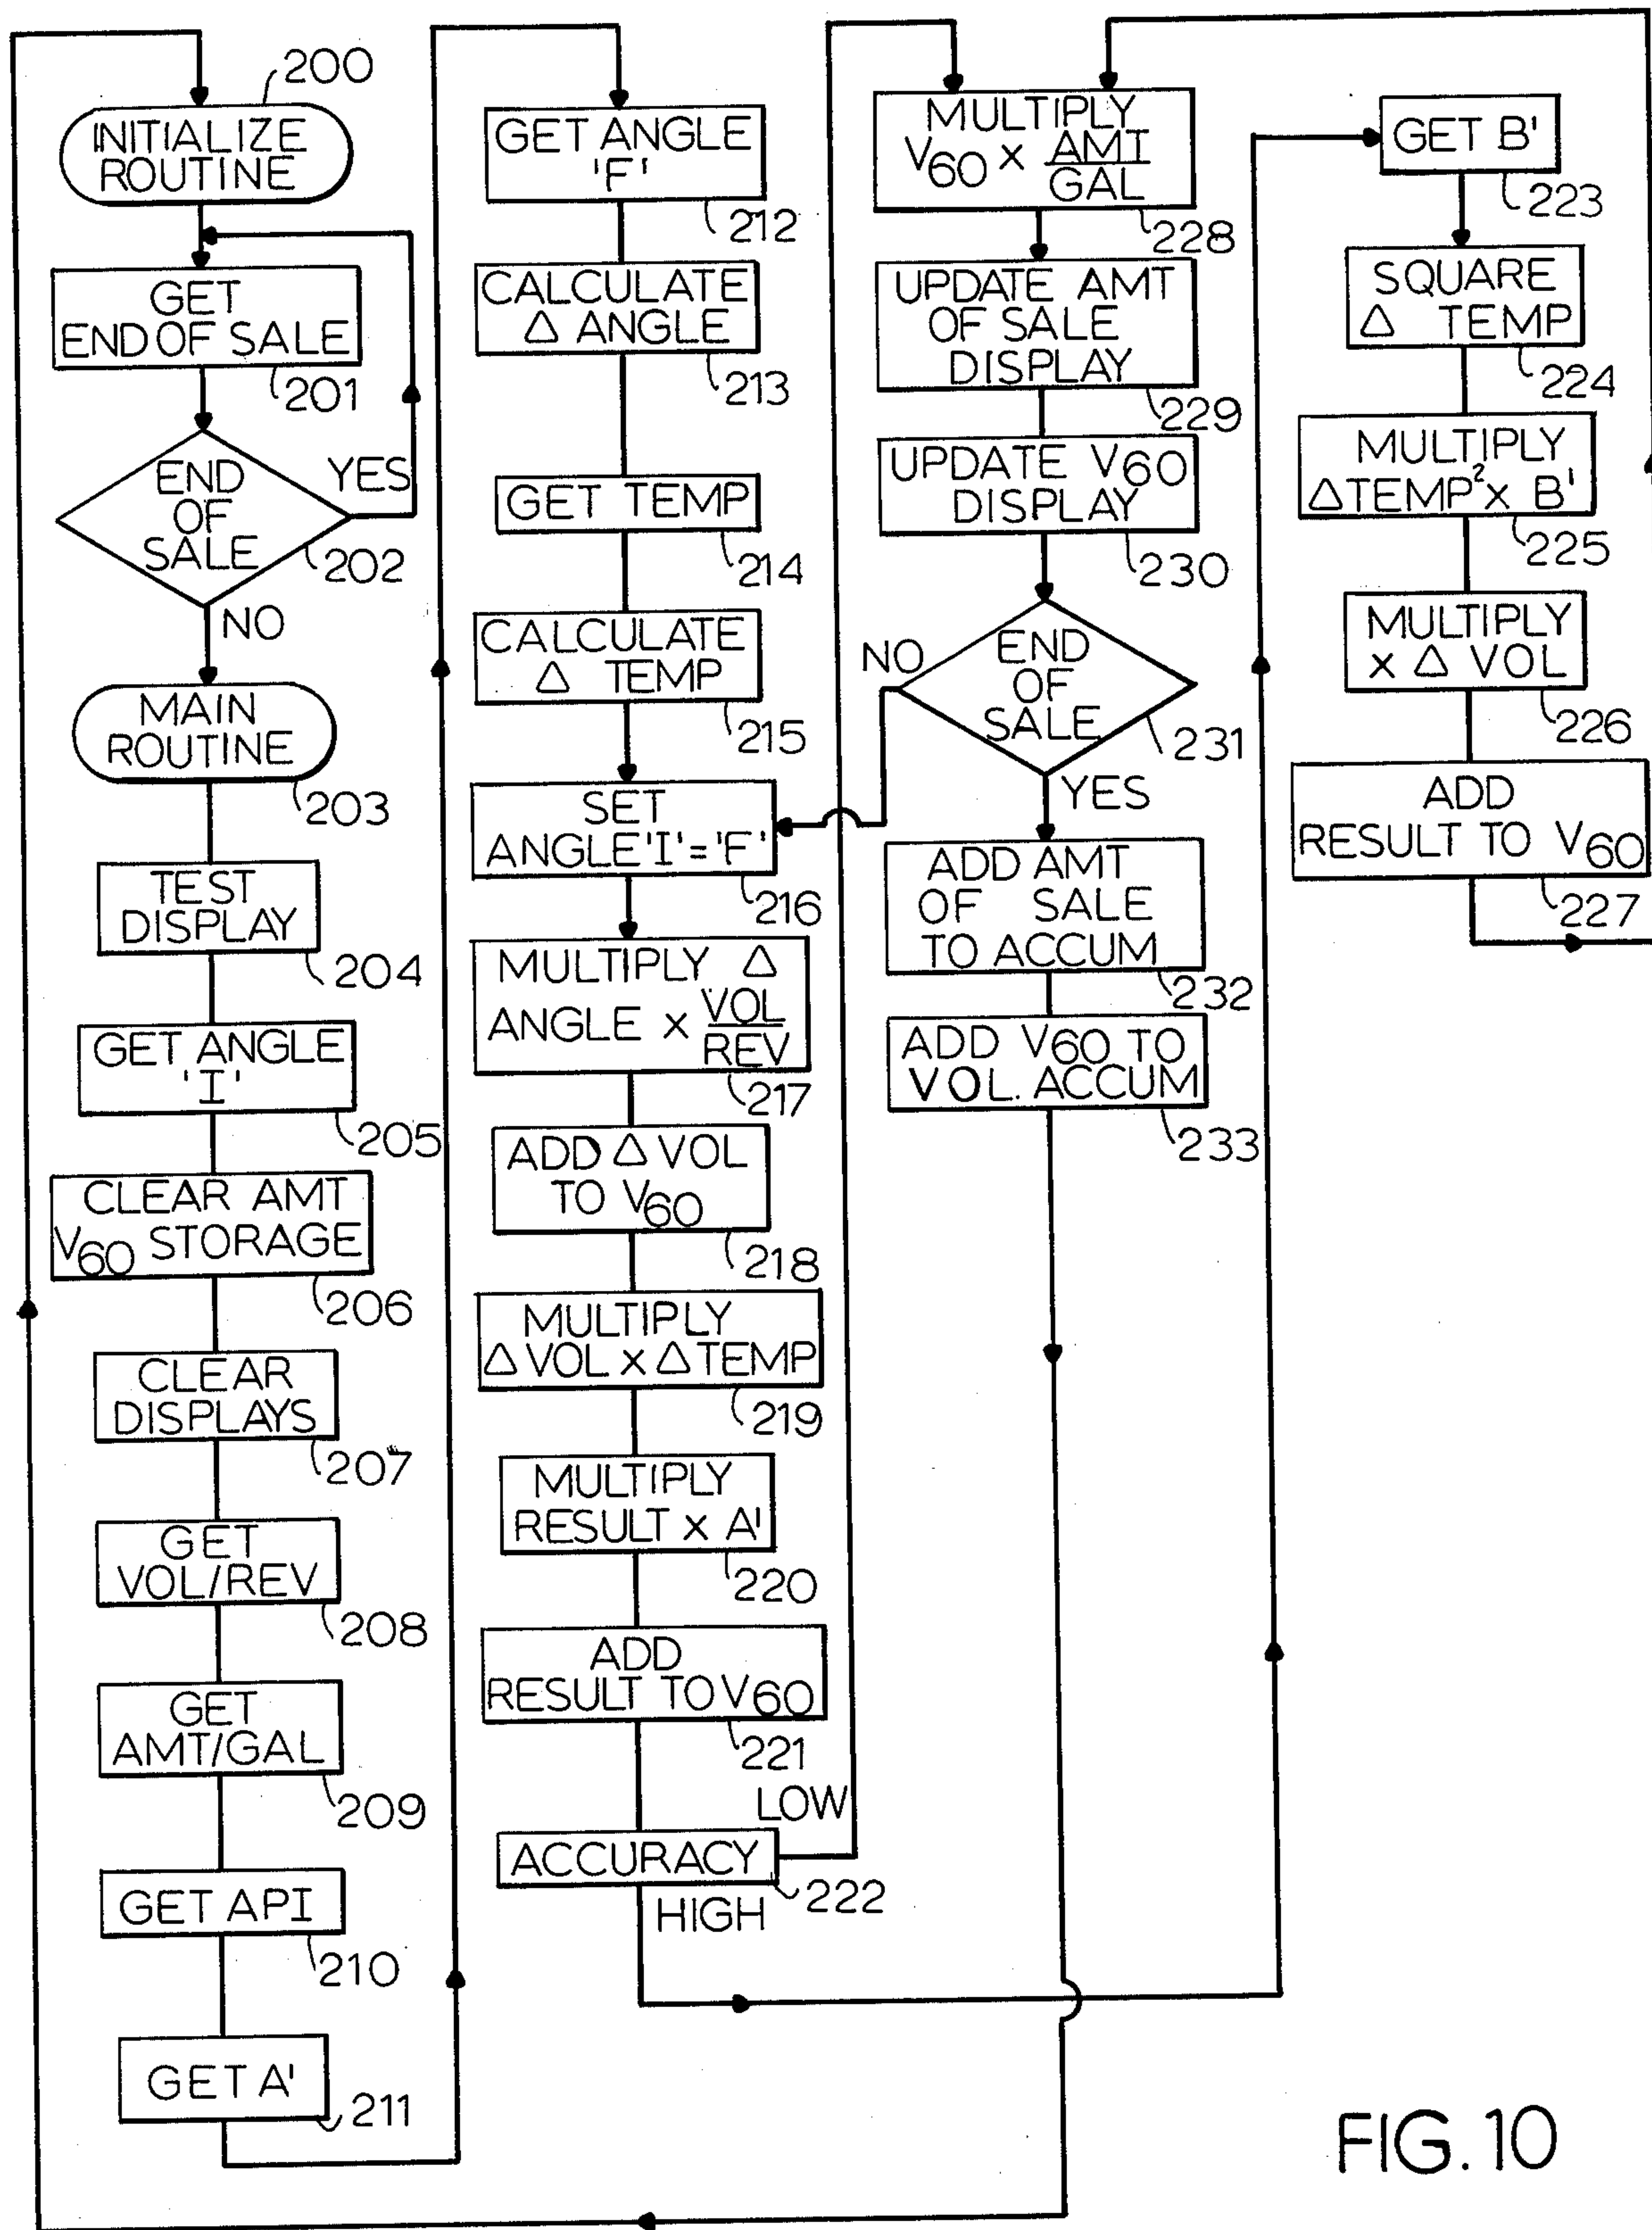 200
INITIALIZE
ROUTINE
GET
END OF SALE
201
END
OF
SALE
YES
202
NO
MAIN
ROUTINE
203
TEST
DISPLAY
204
GET ANGLE
'I'
205
CLEAR AMT
V60 STORAGE
206
CLEAR
DISPLAYS
207
GET
VOL/REV
208
GET
AMT/GAL
209
GET API
210
GET A'
211
GET ANGLE
'F'
212
CALCULATE
Δ ANGLE
213
GET TEMP
214
CALCULATE
Δ TEMP
215
SET
ANGLE 'I' = 'F'
216
MULTIPLY Δ
ANGLE x VOL
REV
217
ADD Δ VOL
TO V60
218
MULTIPLY
Δ VOL x Δ TEMP
219
MULTIPLY
RESULT x A'
220
ADD
RESULT TO V60
221
LOW
ACCURACY
222
HIGH
MULTIPLY
V60 x AMI
GAL
228
UPDATE AMT
OF SALE
DISPLAY
229
UPDATE V60
DISPLAY
230
NO
END
OF
SALE
231
YES
ADD AMT
OF SALE
TO ACCUM
232
ADD V60 TO
VOL. ACCUM
233
GET B'
223
SQUARE
Δ TEMP
224
MULTIPLY
Δ TEMP² x B'
225
MULTIPLY
x Δ VOL
226
ADD
RESULT TO V60
227
FIG. 10